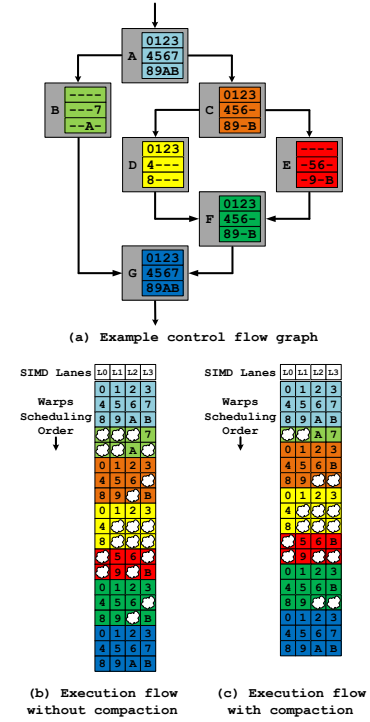 0123
A 4567
89AB
----
B ---7
--A-
0123
C 456-
89-B
0123
D 4---
8---
----
E -56-
-9-B
0123
F 456-
89-B
0123
G 4567
89AB
(a) Example control flow graph
SIMD Lanes L0 L1 L2 L3
Warps
Scheduling
Order
0 1 2 3
4 5 6 7
8 9 A B
7
A
0 1 2 3
4 5 6
8 9 B
0 1 2 3
4
8
5 6
9 B
0 1 2 3
4 5 6
8 9 B
0 1 2 3
4 5 6 7
8 9 A B
(b) Execution flow
without compaction
SIMD Lanes L0 L1 L2 L3
Warps
Scheduling
Order
0 1 2 3
4 5 6 7
8 9 A B
A 7
0 1 2 3
4 5 6 B
8 9
0 1 2 3
4
8
5 6 B
9
0 1 2 3
4 5 6 B
8 9
0 1 2 3
4 5 6 7
8 9 A B
(c) Execution flow
with compaction